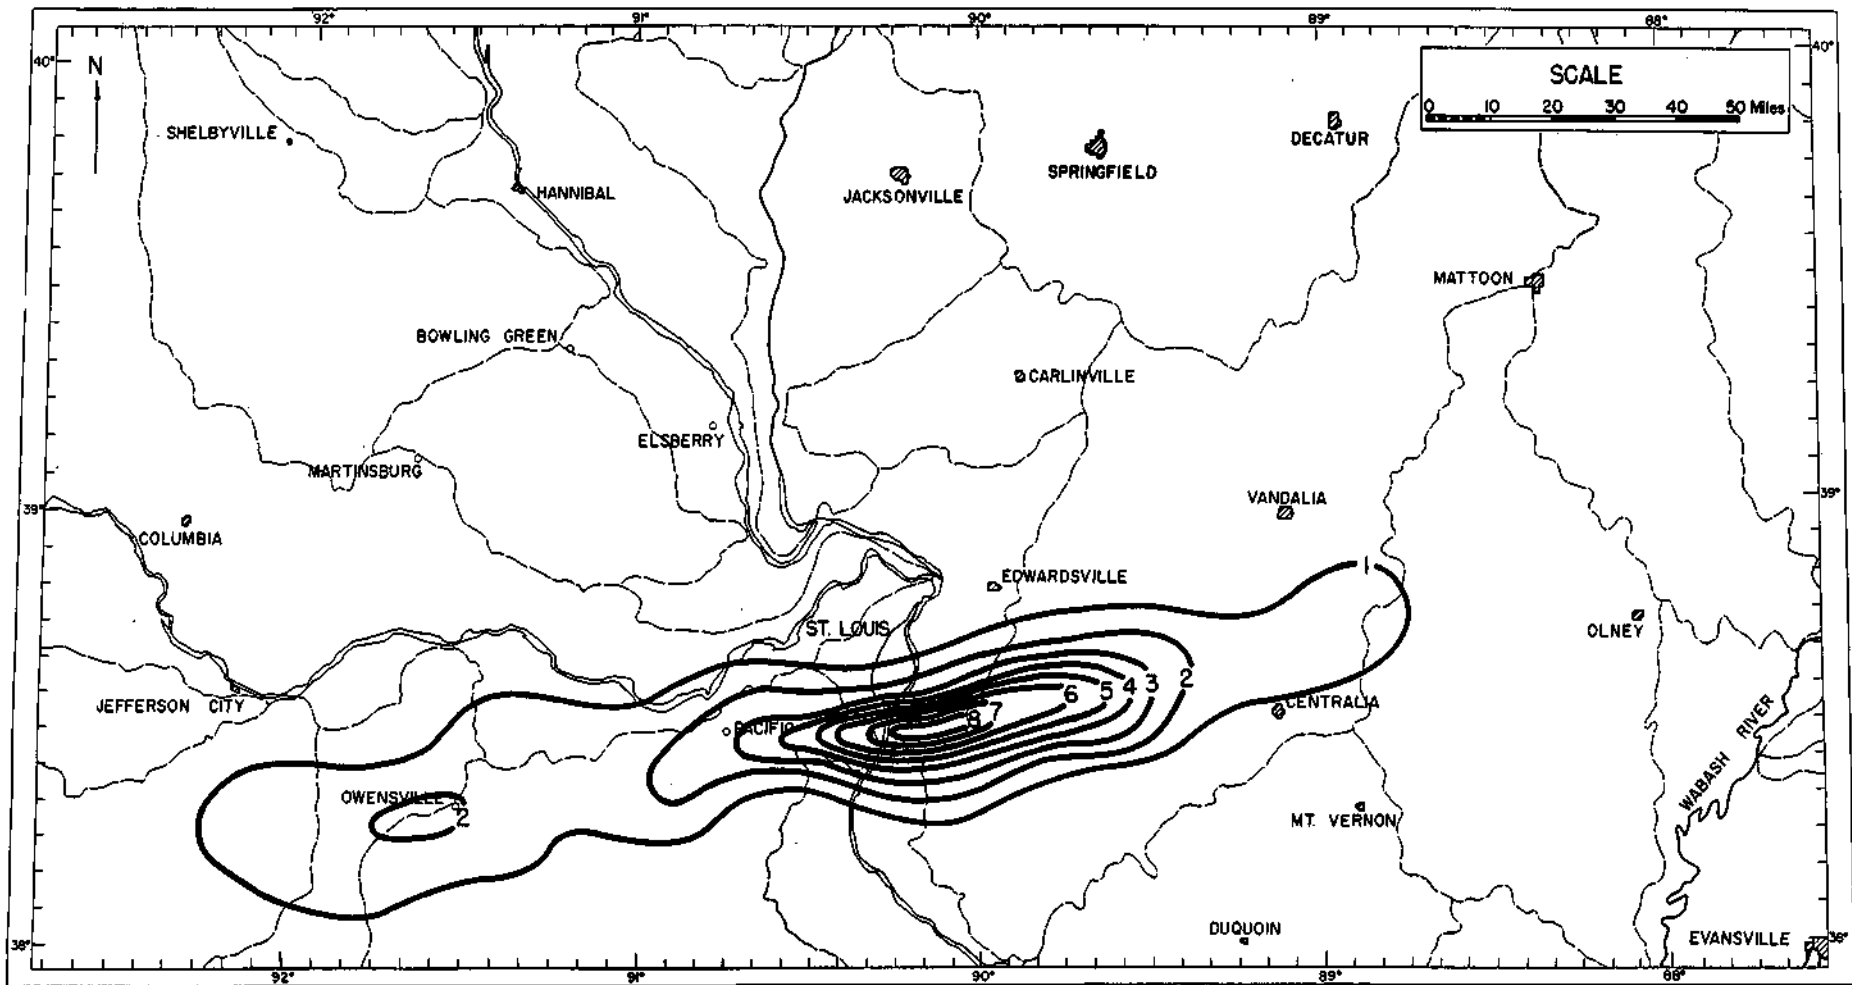 92° 91° 90° 89° 88°
40° 40°
N
SCALE
0 10 20 30 40 50 Miles
SHELBYVILLE
DECATUR
SPRINGFIELD
HANNIBAL
JACKSONVILLE
MATTOON
BOWLING GREEN
CARLINVILLE
ELSBERRY
MARTINSBURG
39° 39°
VANDALIA
COLUMBIA
1
EDWARDSVILLE
ST. LOUIS
OLNEY
JEFFERSON CITY
6 5 4 3 2
CENTRALIA
8 7
PACIFIC
WABASH RIVER
OWENSVILLE
2
MT. VERNON
DUQUOIN
EVANSVILLE
38° 38°
92° 91° 90° 89° 88°